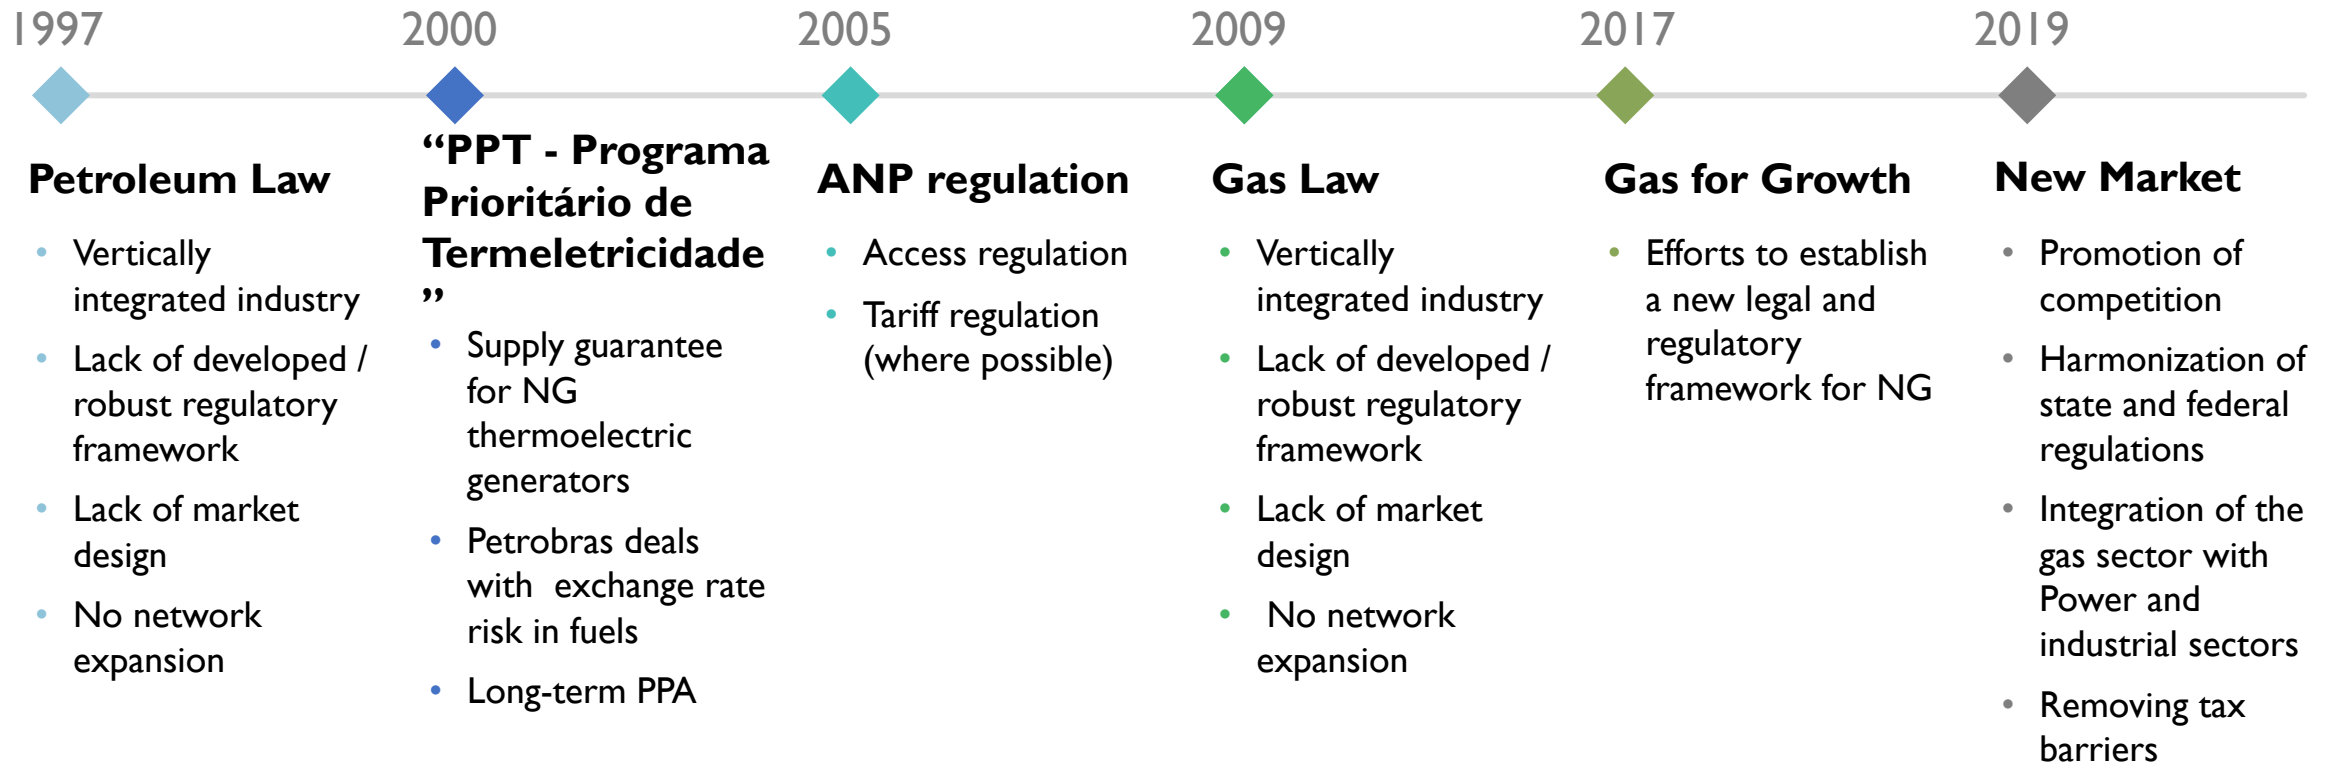 1997
2000
2005
2009
2017
2019
Petroleum Law
• Vertically
integrated industry
• Lack of developed /
robust regulatory
framework
• Lack of market
design
• No network
expansion
“PPT - Programa
Prioritário de
Termeletricidade
”
• Supply guarantee
for NG
thermoelectric
generators
• Petrobras deals
with  exchange rate
risk in fuels
• Long-term PPA
ANP regulation
• Access regulation
• Tariff regulation
(where possible)
Gas Law
• Vertically
integrated industry
• Lack of developed /
robust regulatory
framework
• Lack of market
design
•  No network
expansion
Gas for Growth
• Efforts to establish
a new legal and
regulatory
framework for NG
New Market
• Promotion of
competition
• Harmonization of
state and federal
regulations
• Integration of the
gas sector with
Power and
industrial sectors
• Removing tax
barriers